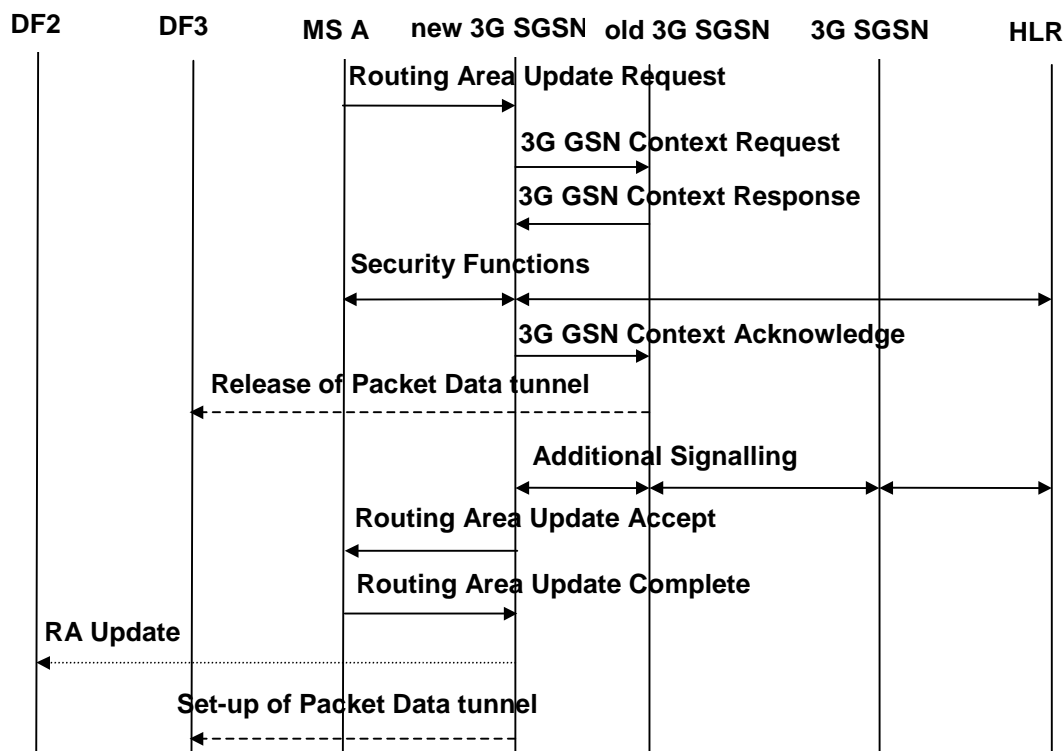 DF2 DF3 MS A new 3G SGSN old 3G SGSN 3G SGSN HLR
Routing Area Update Request
3G GSN Context Request
3G GSN Context Response
Security Functions
3G GSN Context Acknowledge
Release of Packet Data tunnel
Additional Signalling
Routing Area Update Accept
Routing Area Update Complete
RA Update
Set-up of Packet Data tunnel